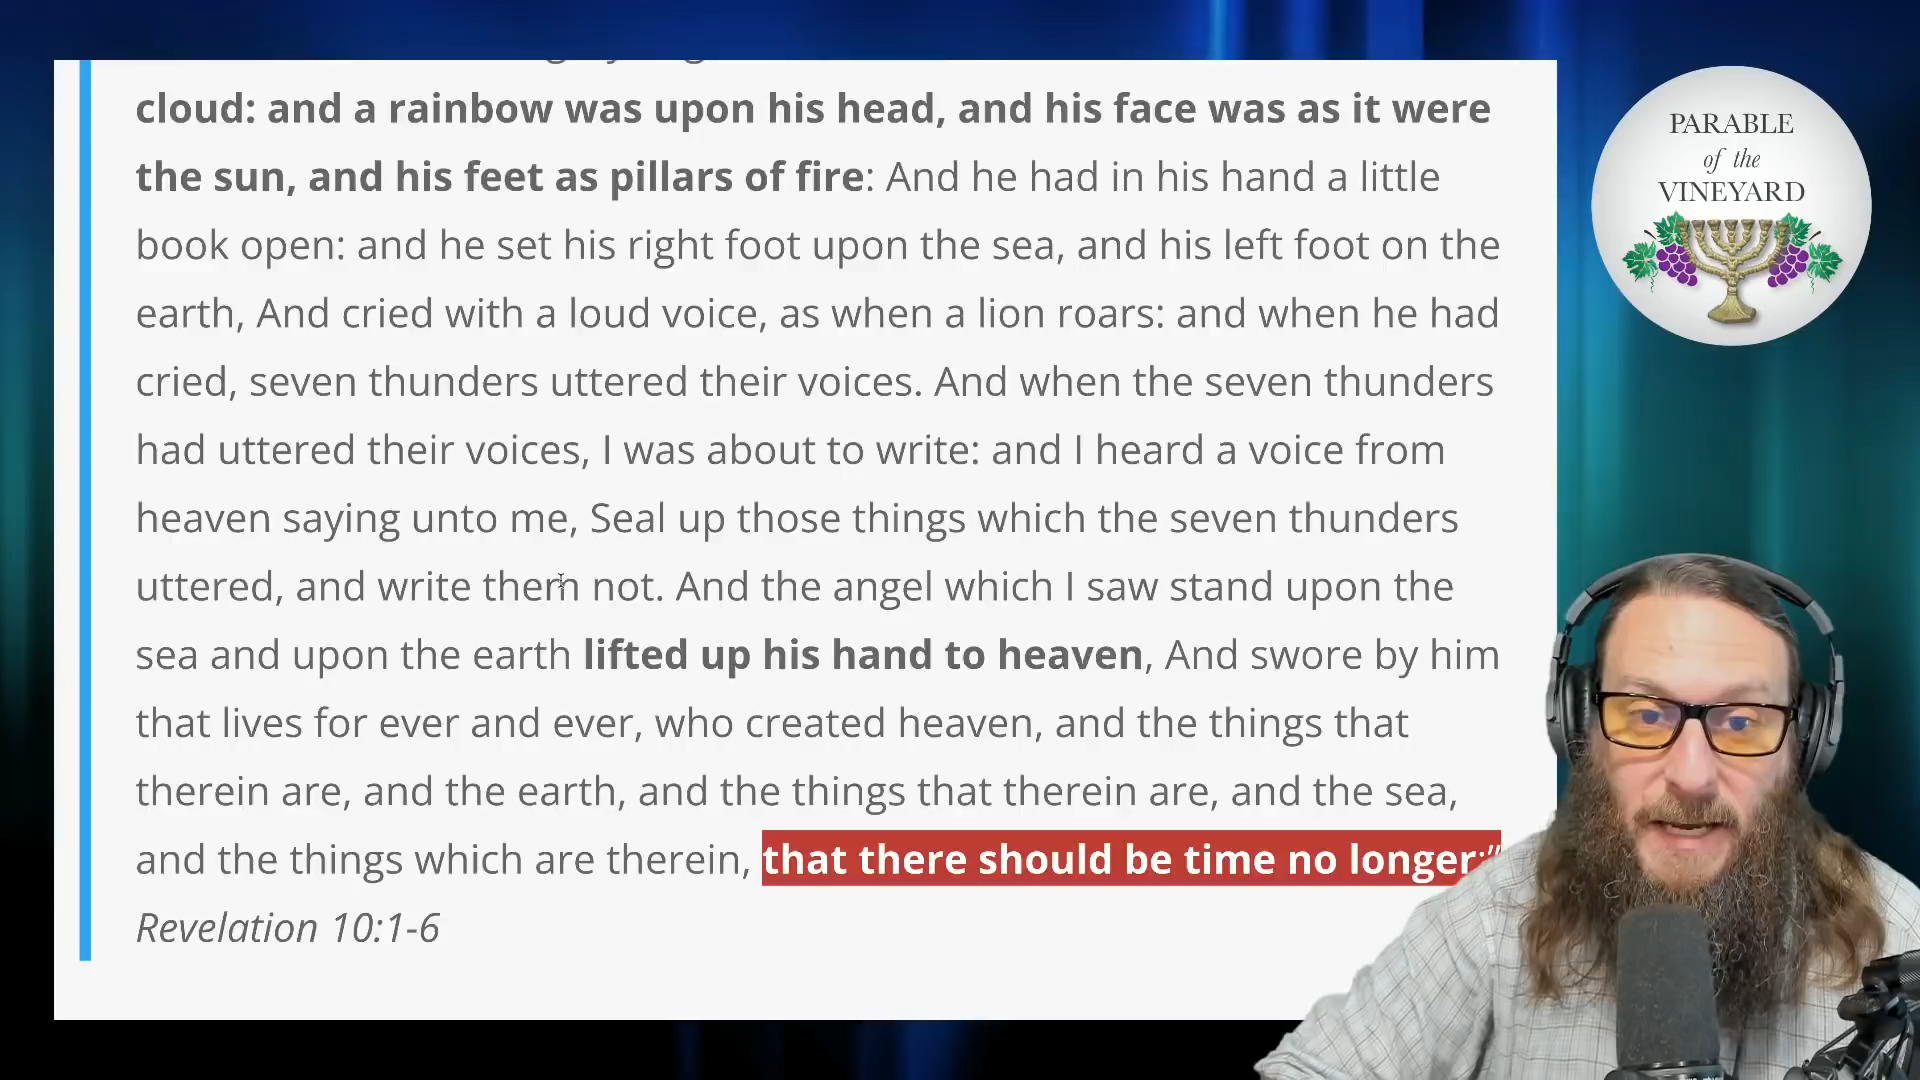 cloud: and a rainbow was upon his head, and his face was as it were
the sun, and his feet as pillars of fire: And he had in his hand a little
book open: and he set his right foot upon the sea, and his left foot on the
earth, And cried with a loud voice, as when a lion roars: and when he had
cried, seven thunders uttered their voices. And when the seven thunders
had uttered their voices, I was about to write: and I heard a voice from
heaven saying unto me, Seal up those things which the seven thunders
uttered, and write them not. And the angel which I saw stand upon the
sea and upon the earth lifted up his hand to heaven, And swore by him
that lives for ever and ever, who created heaven, and the things that
therein are, and the earth, and the things that therein are, and the sea,
and the things which are therein, that there should be time no longer:”
Revelation 10:1-6
PARABLE
of the
VINEYARD